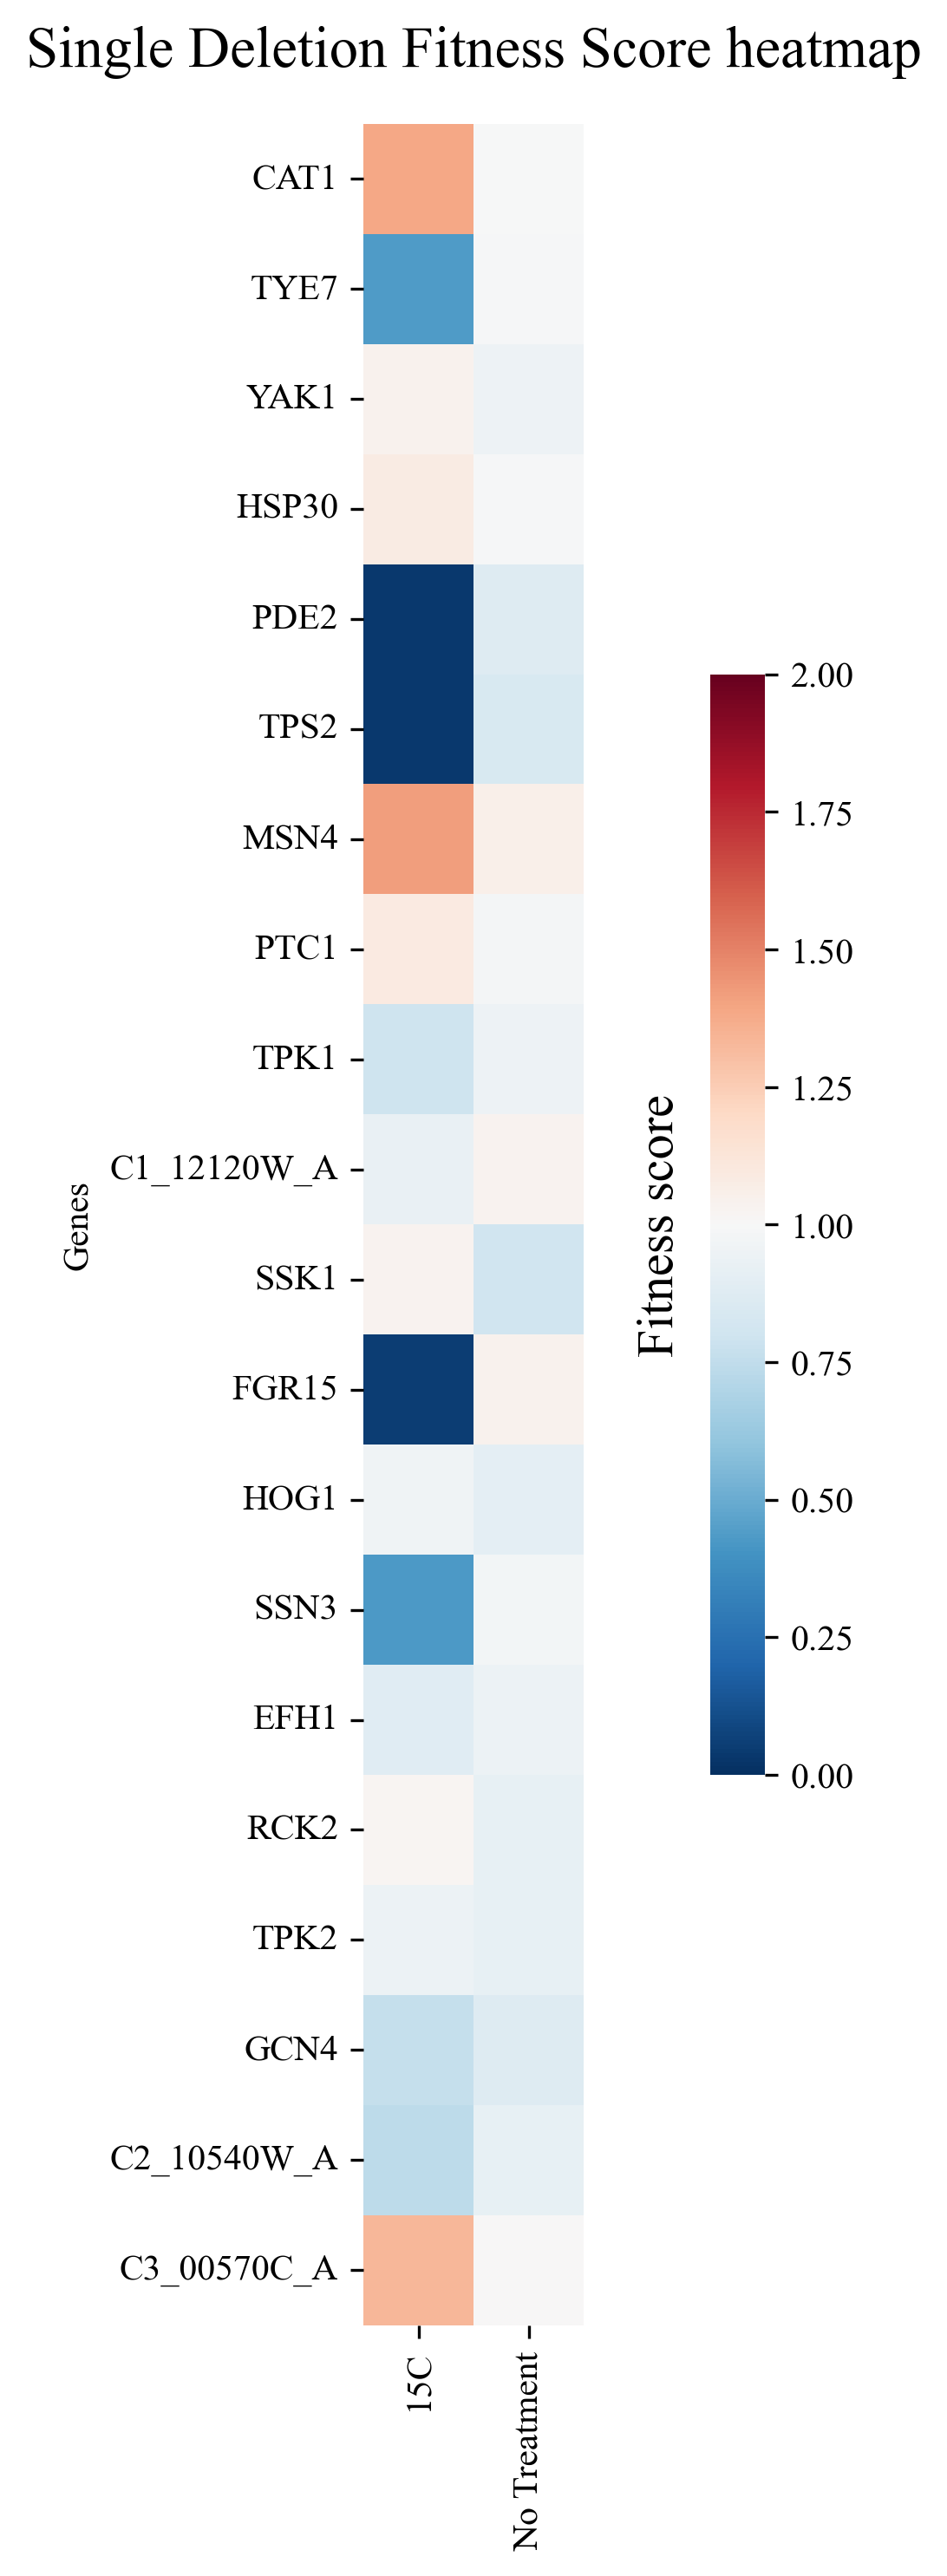 Single Deletion Fitness Score heatmap
CAT1
TYE7
YAK1
HSP30
PDE2
TPS2
MSN4
PTC1
TPK1
C1_12120W_A
SSK1
FGR15
HOG1
SSN3
EFH1
RCK2
TPK2
GCN4
C2_10540W_A
C3_00570C_A
Genes
15C
No Treatment
Fitness score
2.00
1.75
1.50
1.25
1.00
0.75
0.50
0.25
0.00